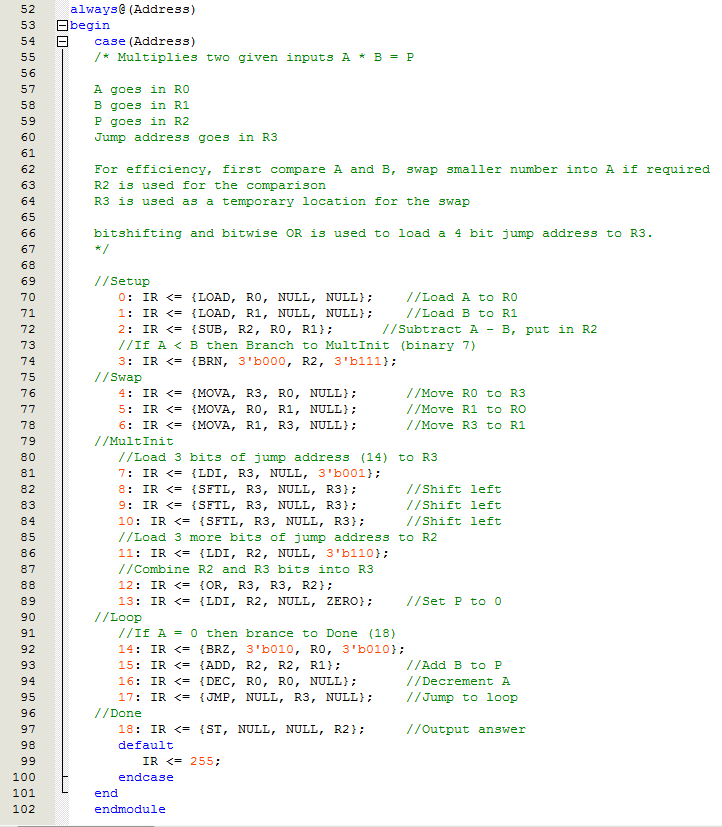 52 always@(Address)
53 begin
54 case(Address)
55 /* Multiplies two given inputs A * B = P
56
57 A goes in R0
58 B goes in R1
59 P goes in R2
60 Jump address goes in R3
61
62 For efficiency, first compare A and B, swap smaller number into A if required
63 R2 is used for the comparison
64 R3 is used as a temporary location for the swap
65
66 bitshifting and bitwise OR is used to load a 4 bit jump address to R3.
67 */
68
69 //Setup
70 0: IR <= {LOAD, R0, NULL, NULL}; //Load A to R0
71 1: IR <= {LOAD, R1, NULL, NULL}; //Load B to R1
72 2: IR <= {SUB, R2, R0, R1}; //Subtract A - B, put in R2
73 //If A < B then Branch to MultInit (binary 7)
74 3: IR <= {BRN, 3'b000, R2, 3'b111};
75 //Swap
76 4: IR <= {MOVA, R3, R0, NULL}; //Move R0 to R3
77 5: IR <= {MOVA, R0, R1, NULL}; //Move R1 to RO
78 6: IR <= {MOVA, R1, R3, NULL}; //Move R3 to R1
79 //MultInit
80 //Load 3 bits of jump address (14) to R3
81 7: IR <= {LDI, R3, NULL, 3'b001};
82 8: IR <= {SFTL, R3, NULL, R3}; //Shift left
83 9: IR <= {SFTL, R3, NULL, R3}; //Shift left
84 10: IR <= {SFTL, R3, NULL, R3}; //Shift left
85 //Load 3 more bits of jump address to R2
86 11: IR <= {LDI, R2, NULL, 3'b110};
87 //Combine R2 and R3 bits into R3
88 12: IR <= {OR, R3, R3, R2};
89 13: IR <= {LDI, R2, NULL, ZERO}; //Set P to 0
90 //Loop
91 //If A = 0 then brance to Done (18)
92 14: IR <= {BRZ, 3'b010, R0, 3'b010};
93 15: IR <= {ADD, R2, R2, R1}; //Add B to P
94 16: IR <= {DEC, R0, R0, NULL}; //Decrement A
95 17: IR <= {JMP, NULL, R3, NULL}; //Jump to loop
96 //Done
97 18: IR <= {ST, NULL, NULL, R2}; //Output answer
98 default
99 IR <= 255;
100 endcase
101 end
102 endmodule